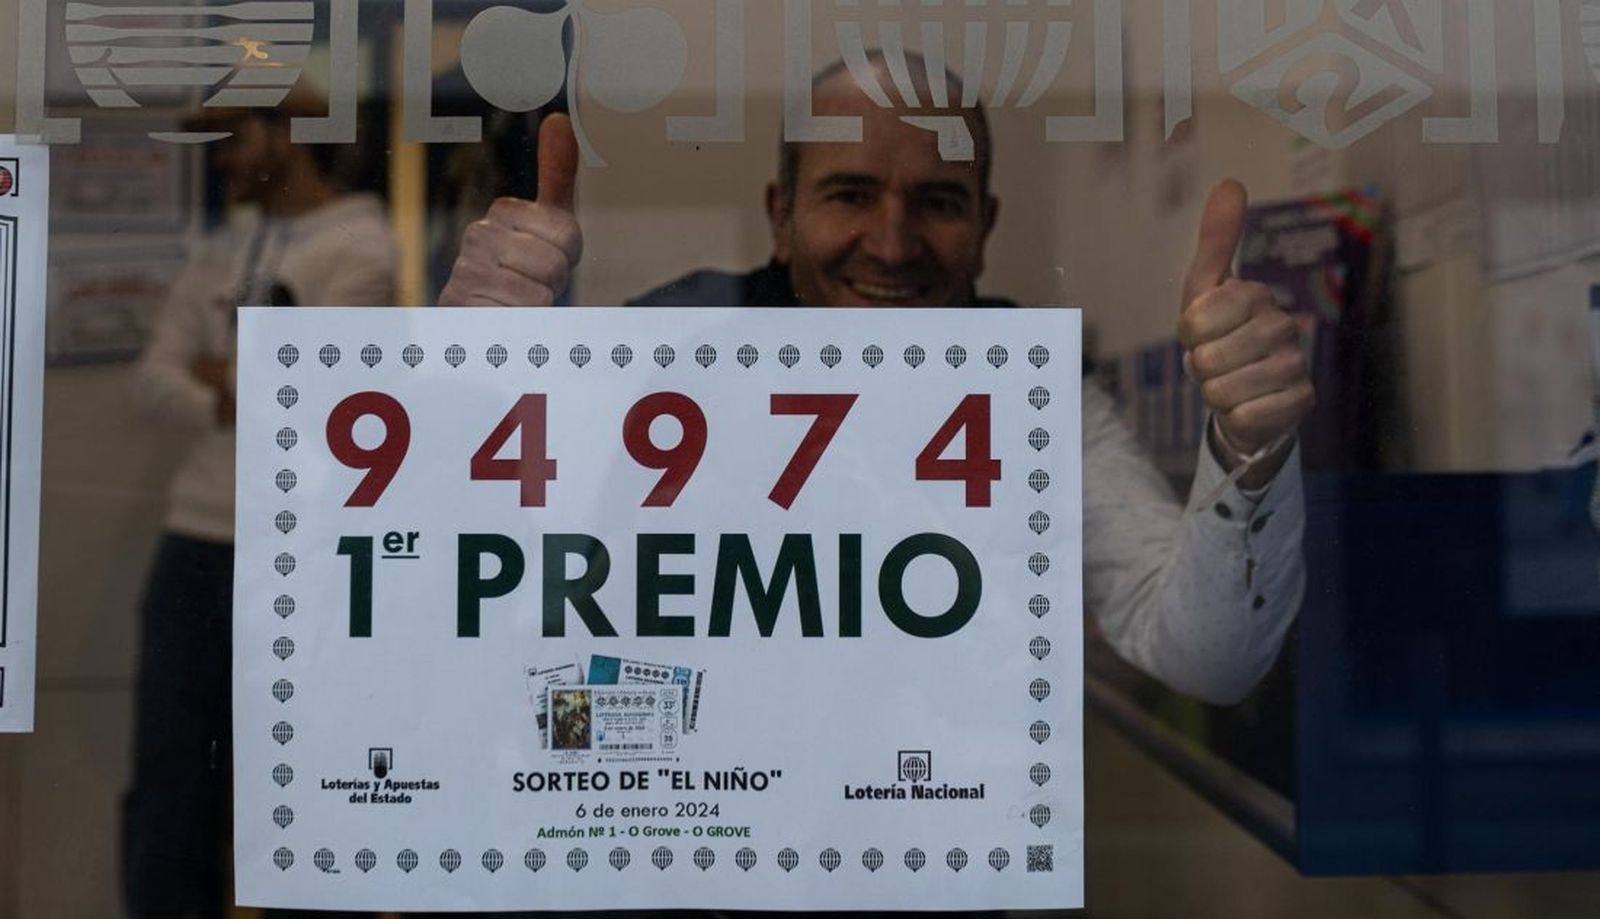 94974
1er PREMIO
Loterías y Apuestas
del Estado
SORTEO DE "EL NIÑO"
6 de enero 2024
Admón Nº 1 - O Grove - O GROVE
Lotería Nacional